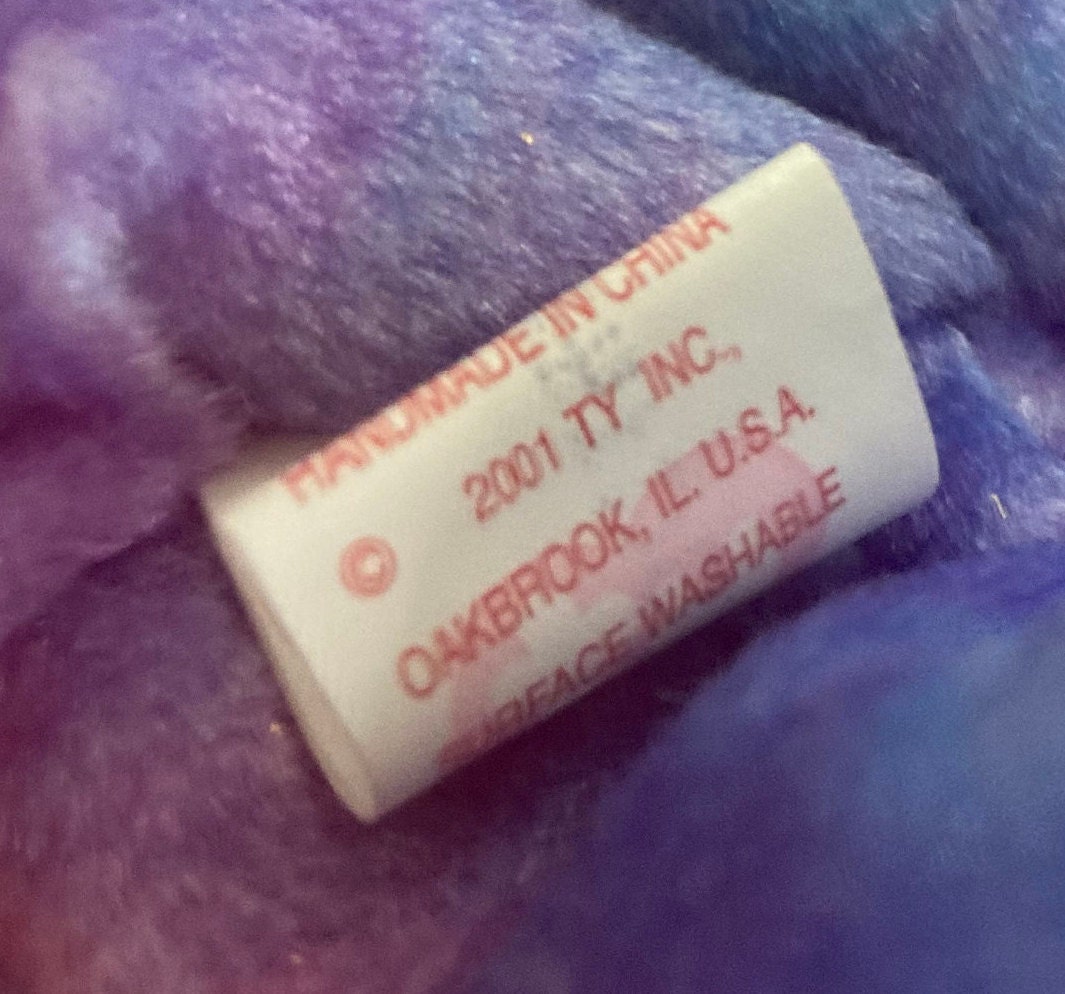 HANDMADE IN CHINA
© 2001 TY INC.,
OAKBROOK, IL. U.S.A.
SURFACE WASHABLE